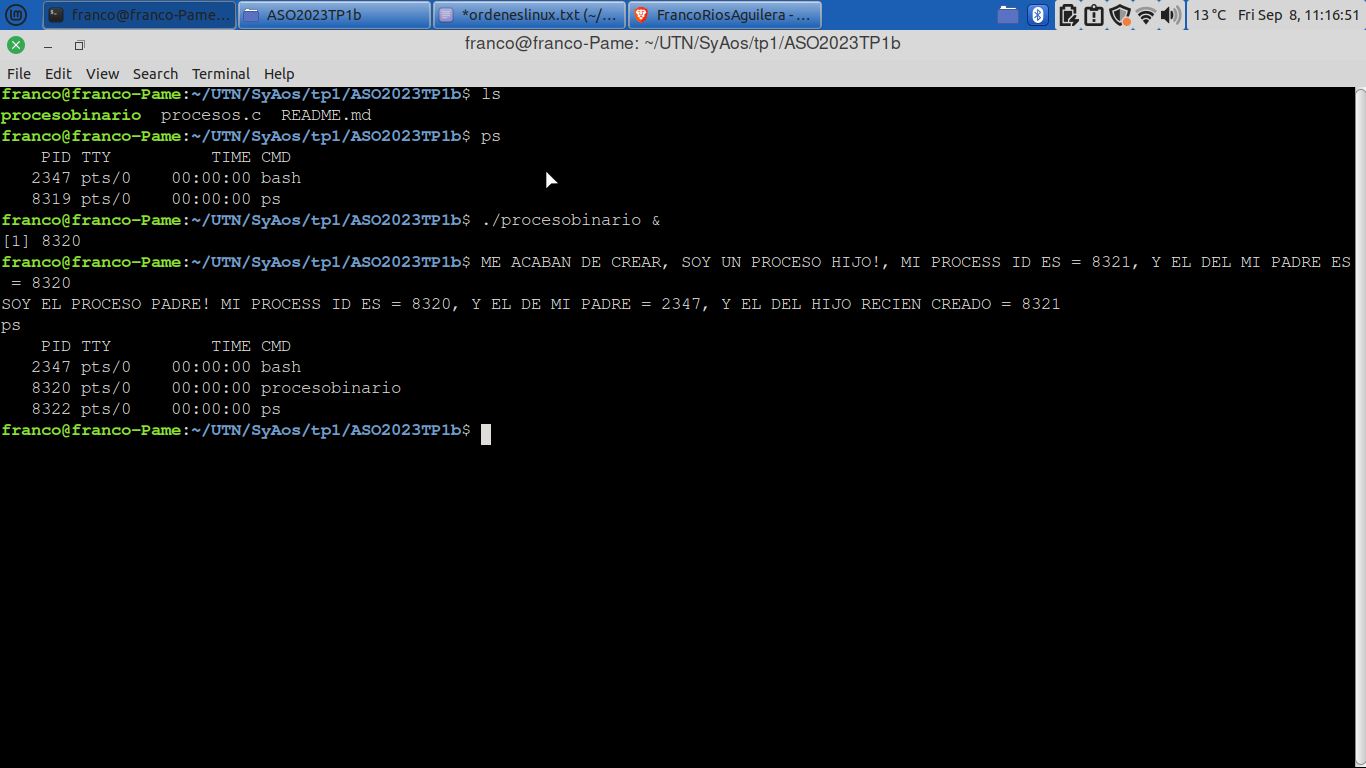 franco@franco-Pame...
ASO2023TP1b
*ordeneslinux.txt (~/...
FrancoRiosAguilera - ...
13 °C
Fri Sep 8, 11:16:51
franco@franco-Pame: ~/UTN/SyAos/tp1/ASO2023TP1b
File Edit View Search Terminal Help
franco@franco-Pame:~/UTN/SyAos/tp1/ASO2023TP1b$ ls
procesobinario procesos.c README.md
franco@franco-Pame:~/UTN/SyAos/tp1/ASO2023TP1b$ ps
PID TTY TIME CMD
2347 pts/0 00:00:00 bash
8319 pts/0 00:00:00 ps
franco@franco-Pame:~/UTN/SyAos/tp1/ASO2023TP1b$ ./procesobinario &
[1] 8320
franco@franco-Pame:~/UTN/SyAos/tp1/ASO2023TP1b$ ME ACABAN DE CREAR, SOY UN PROCESO HIJO!, MI PROCESS ID ES = 8321, Y EL DEL MI PADRE ES
= 8320
SOY EL PROCESO PADRE! MI PROCESS ID ES = 8320, Y EL DE MI PADRE = 2347, Y EL DEL HIJO RECIEN CREADO = 8321
ps
PID TTY TIME CMD
2347 pts/0 00:00:00 bash
8320 pts/0 00:00:00 procesobinario
8322 pts/0 00:00:00 ps
franco@franco-Pame:~/UTN/SyAos/tp1/ASO2023TP1b$